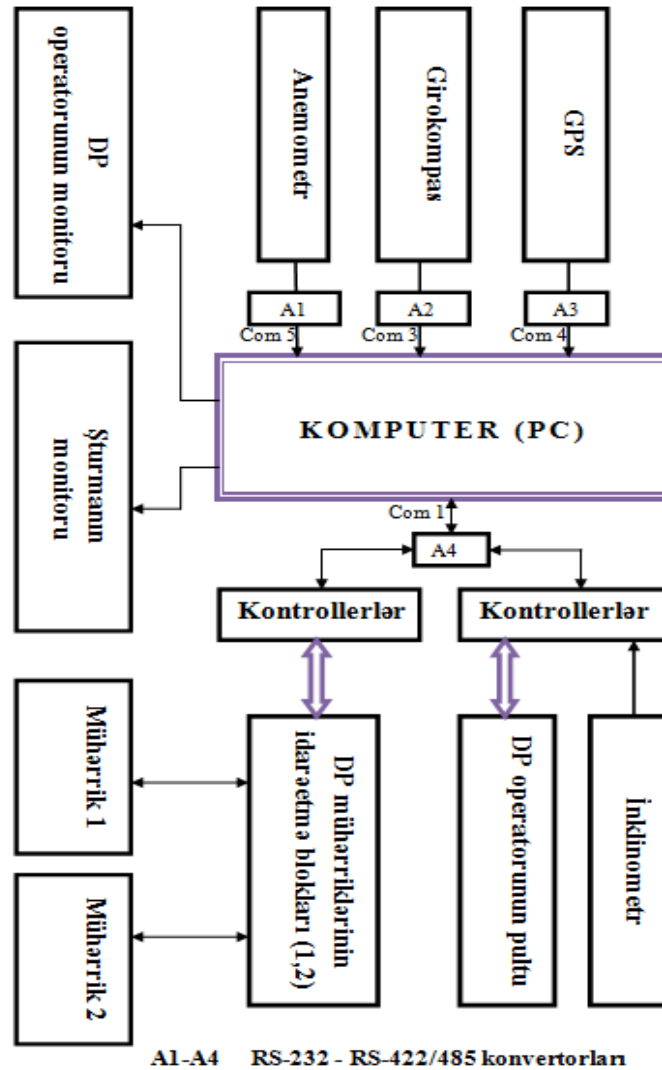 DP
operatorunun monitoru
Anemometr
Girokompas
GPS
A1
A2
A3
Com 5
Com 3
Com 4
KOMPUTER (PC)
Şturmanın
monitoru
Com 1
A4
Kontrollerlər
Kontrollerlər
Mühərrik 1
Mühərrik 2
DP mühərriklərinin
idarəetmə blokları (1,2)
DP operatorunun pultu
İnklinometr
A1-A4 RS-232 - RS-422/485 konvertorları